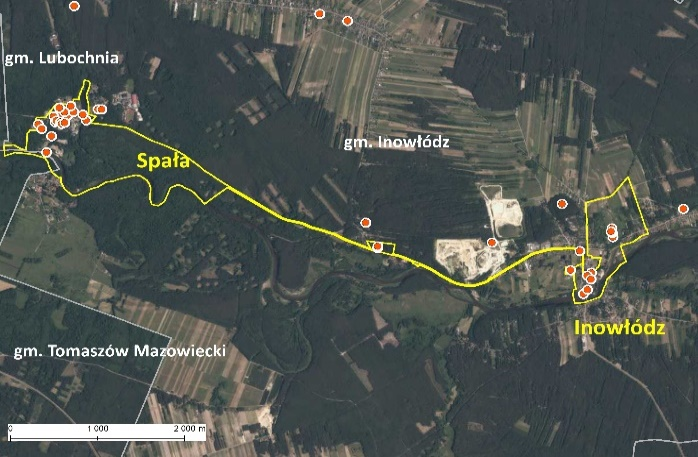 gm. Lubochnia
gm. Inowłódz
Spała
Inowłódz
gm. Tomaszów Mazowiecki
0 1 000 2 000 m